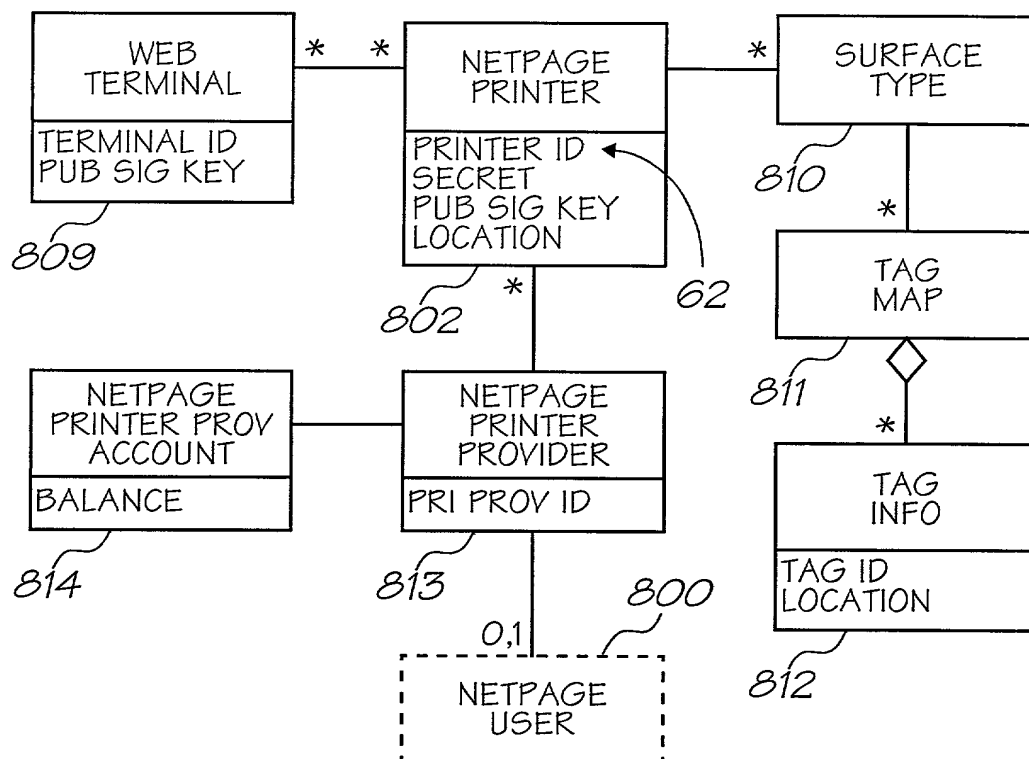 WEB
TERMINAL
TERMINAL ID
PUB SIG KEY
809
* *
NETPAGE
PRINTER
PRINTER ID
SECRET
PUB SIG KEY
LOCATION
802
62
*
SURFACE
TYPE
810
*
TAG
MAP
811
*
TAG
INFO
TAG ID
LOCATION
812
*
NETPAGE
PRINTER PROV
ACCOUNT
BALANCE
814
NETPAGE
PRINTER
PROVIDER
PRI PROV ID
813
0,1
800
NETPAGE
USER